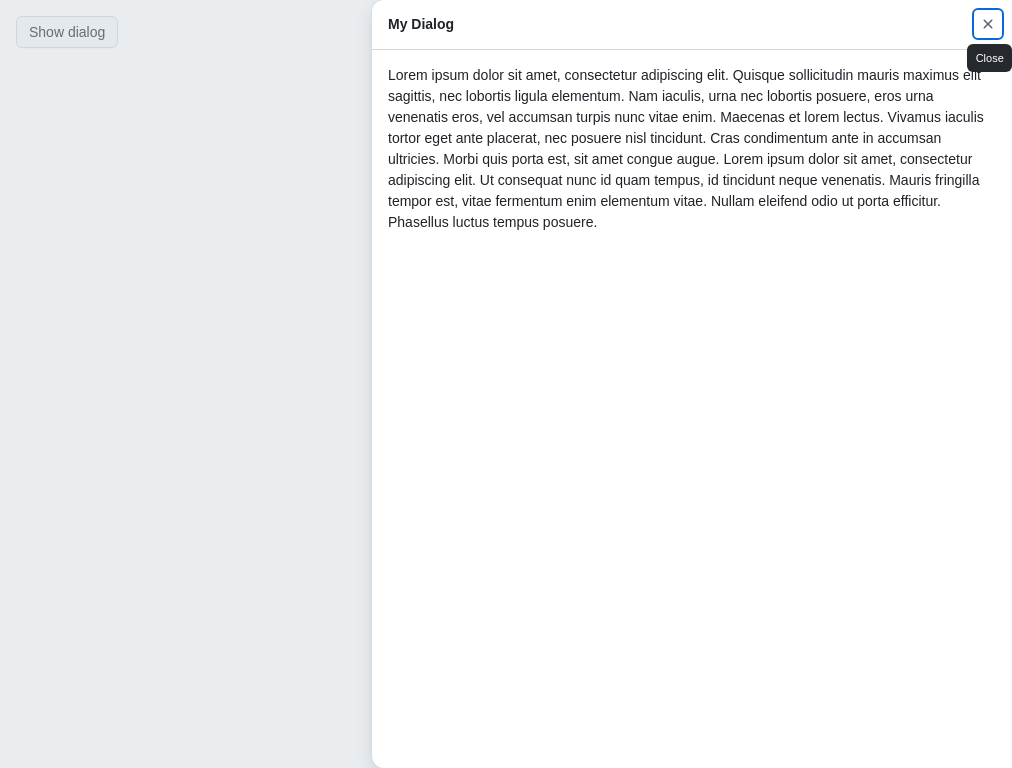 Show dialog
My Dialog
Close
Lorem ipsum dolor sit amet, consectetur adipiscing elit. Quisque sollicitudin mauris maximus elit
sagittis, nec lobortis ligula elementum. Nam iaculis, urna nec lobortis posuere, eros urna
venenatis eros, vel accumsan turpis nunc vitae enim. Maecenas et lorem lectus. Vivamus iaculis
tortor eget ante placerat, nec posuere nisl tincidunt. Cras condimentum ante in accumsan
ultricies. Morbi quis porta est, sit amet congue augue. Lorem ipsum dolor sit amet, consectetur
adipiscing elit. Ut consequat nunc id quam tempus, id tincidunt neque venenatis. Mauris fringilla
tempor est, vitae fermentum enim elementum vitae. Nullam eleifend odio ut porta efficitur.
Phasellus luctus tempus posuere.